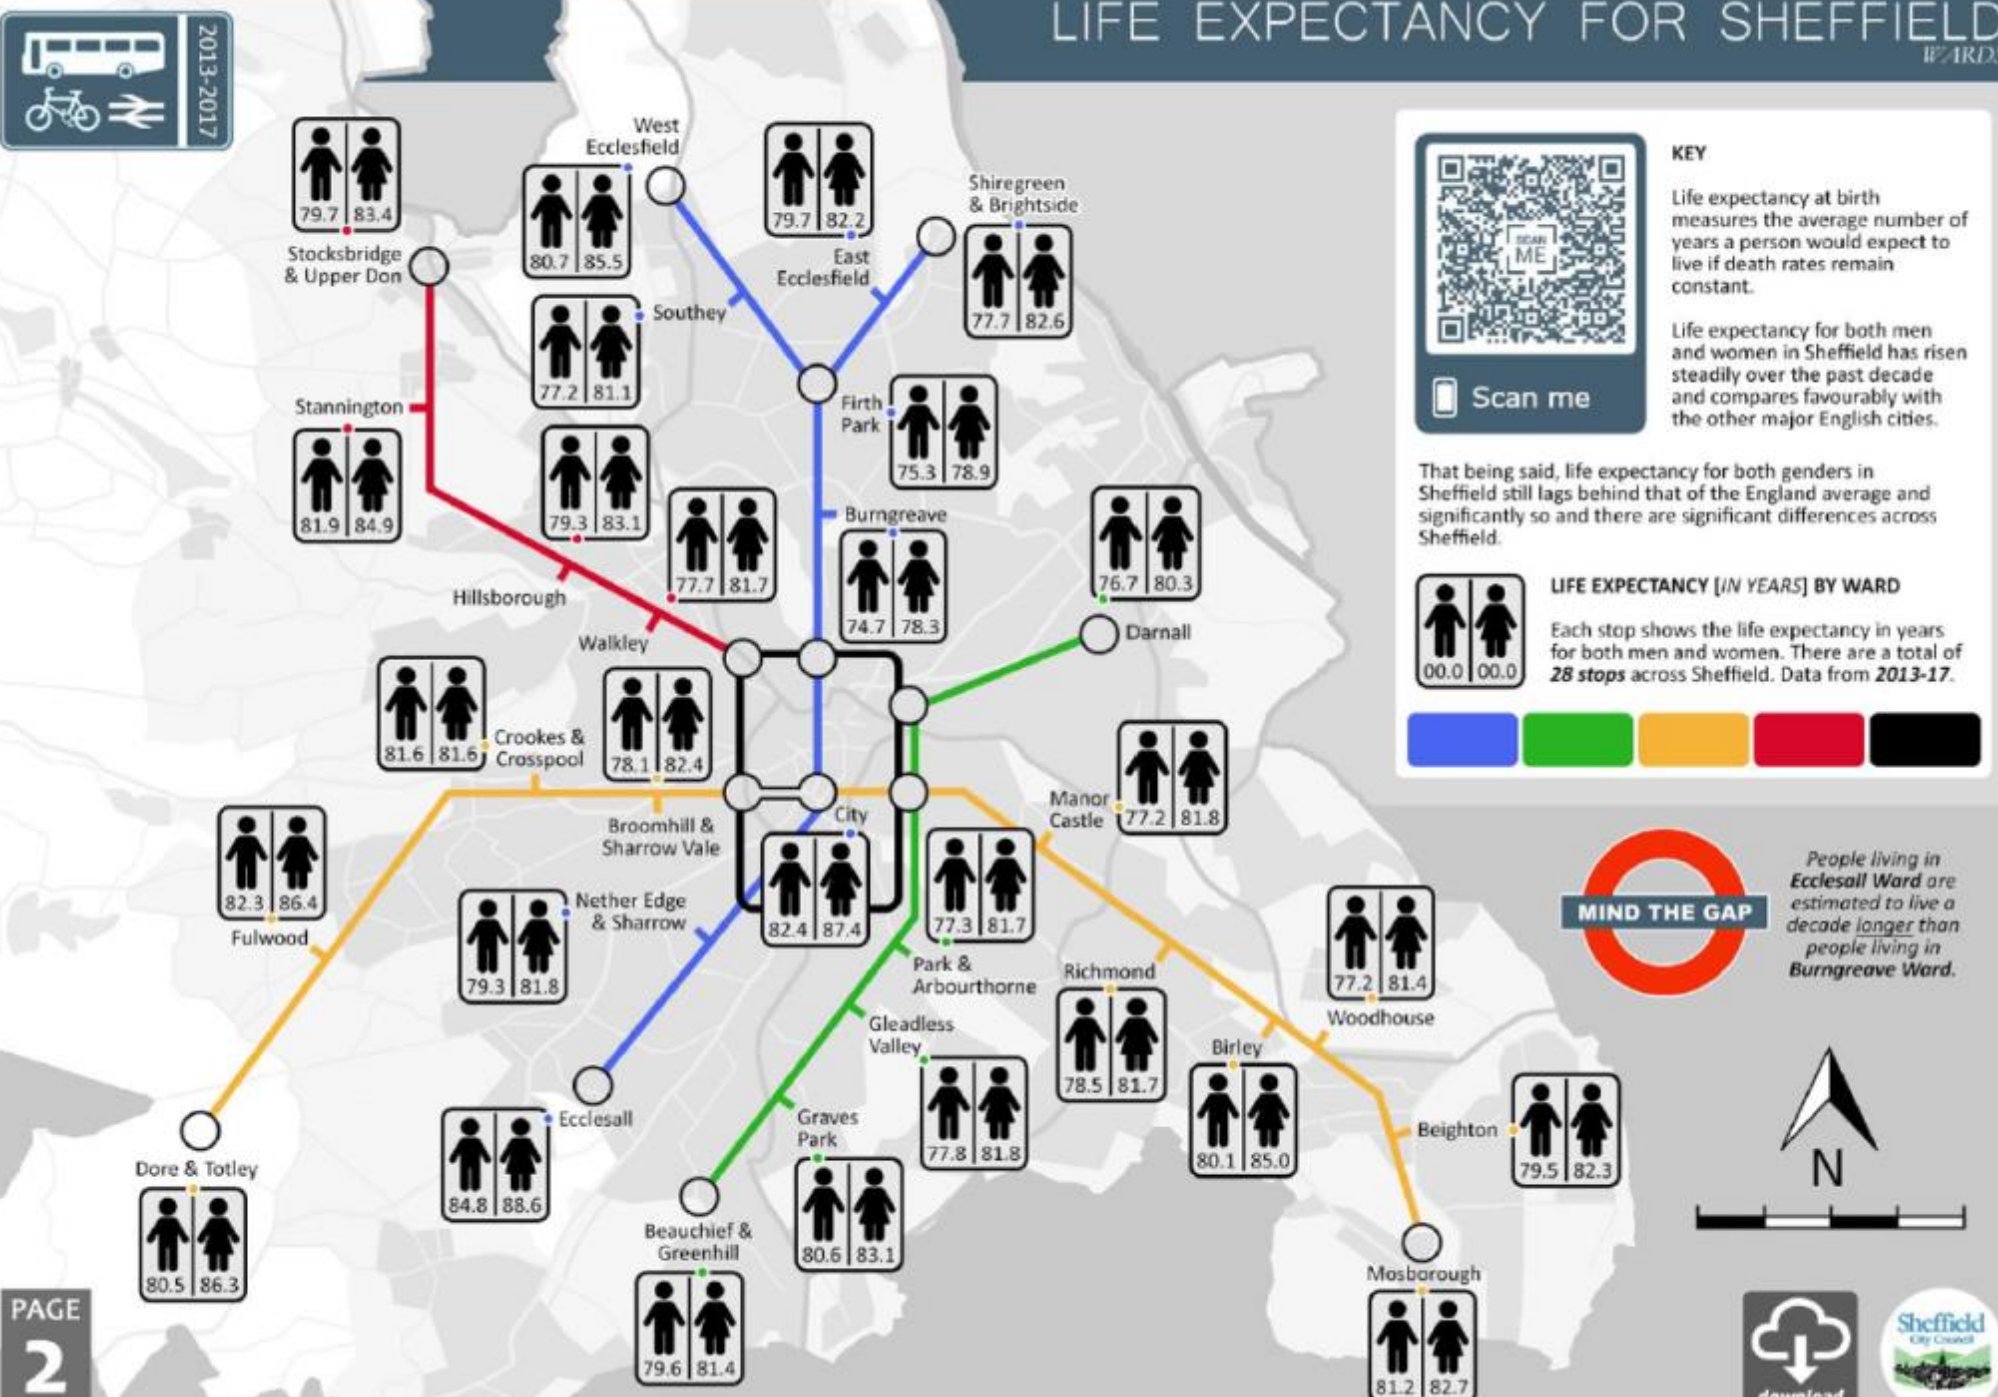 LIFE EXPECTANCY FOR SHEFFIELD
WARDS
2013-2017
79.7 83.4
Stocksbridge
& Upper Don
West
Ecclesfield
80.7 85.5
79.7 82.2
East
Ecclesfield
Shiregreen
& Brightside
77.7 82.6
Southey
77.2 81.1
Stannington
81.9 84.9
Firth
Park
75.3 78.9
79.3 83.1
Hillsborough
77.7 81.7
Walkley
Burngreave
74.7 78.3
76.7 80.3
Darnall
81.6 81.6
Crookes &
Crosspool
78.1 82.4
Broomhill &
Sharrow Vale
City
82.4 87.4
Manor
Castle
77.2 81.8
82.3 86.4
Fulwood
Nether Edge
& Sharrow
79.3 81.8
77.3 81.7
Park &
Arbourthorne
Richmond
78.5 81.7
77.2 81.4
Woodhouse
Gleadless
Valley
77.8 81.8
Birley
80.1 85.0
Beighton
79.5 82.3
Ecclesall
84.8 88.6
Graves
Park
80.6 83.1
Dore & Totley
80.5 86.3
Beauchief &
Greenhill
79.6 81.4
Mosborough
81.2 82.7
SCAN
ME
Scan me
KEY
Life expectancy at birth
measures the average number of
years a person would expect to
live if death rates remain
constant.
Life expectancy for both men
and women in Sheffield has risen
steadily over the past decade
and compares favourably with
the other major English cities.
That being said, life expectancy for both genders in
Sheffield still lags behind that of the England average and
significantly so and there are significant differences across
Sheffield.
00.0 00.0
LIFE EXPECTANCY [IN YEARS] BY WARD
Each stop shows the life expectancy in years
for both men and women. There are a total of
28 stops across Sheffield. Data from 2013-17.
MIND THE GAP
People living in
Ecclesall Ward are
estimated to live a
decade longer than
people living in
Burngreave Ward.
N
PAGE
2
download
Sheffield
City Council